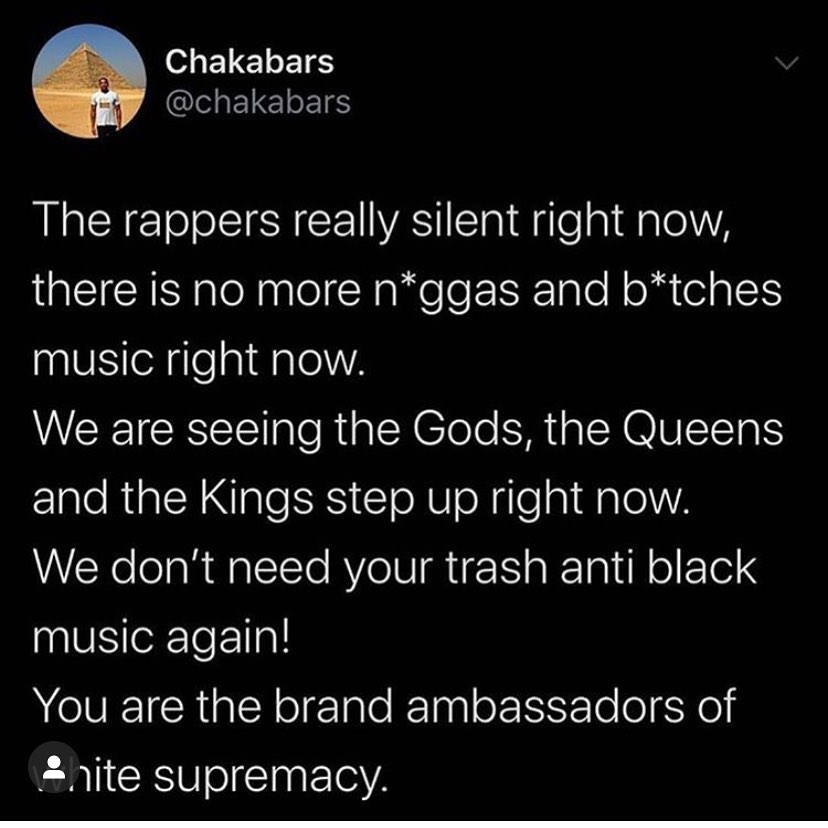 Chakabars
@chakabars
The rappers really silent right now,
there is no more n*ggas and b*tches
music right now.
We are seeing the Gods, the Queens
and the Kings step up right now.
We don't need your trash anti black
music again!
You are the brand ambassadors of
white supremacy.